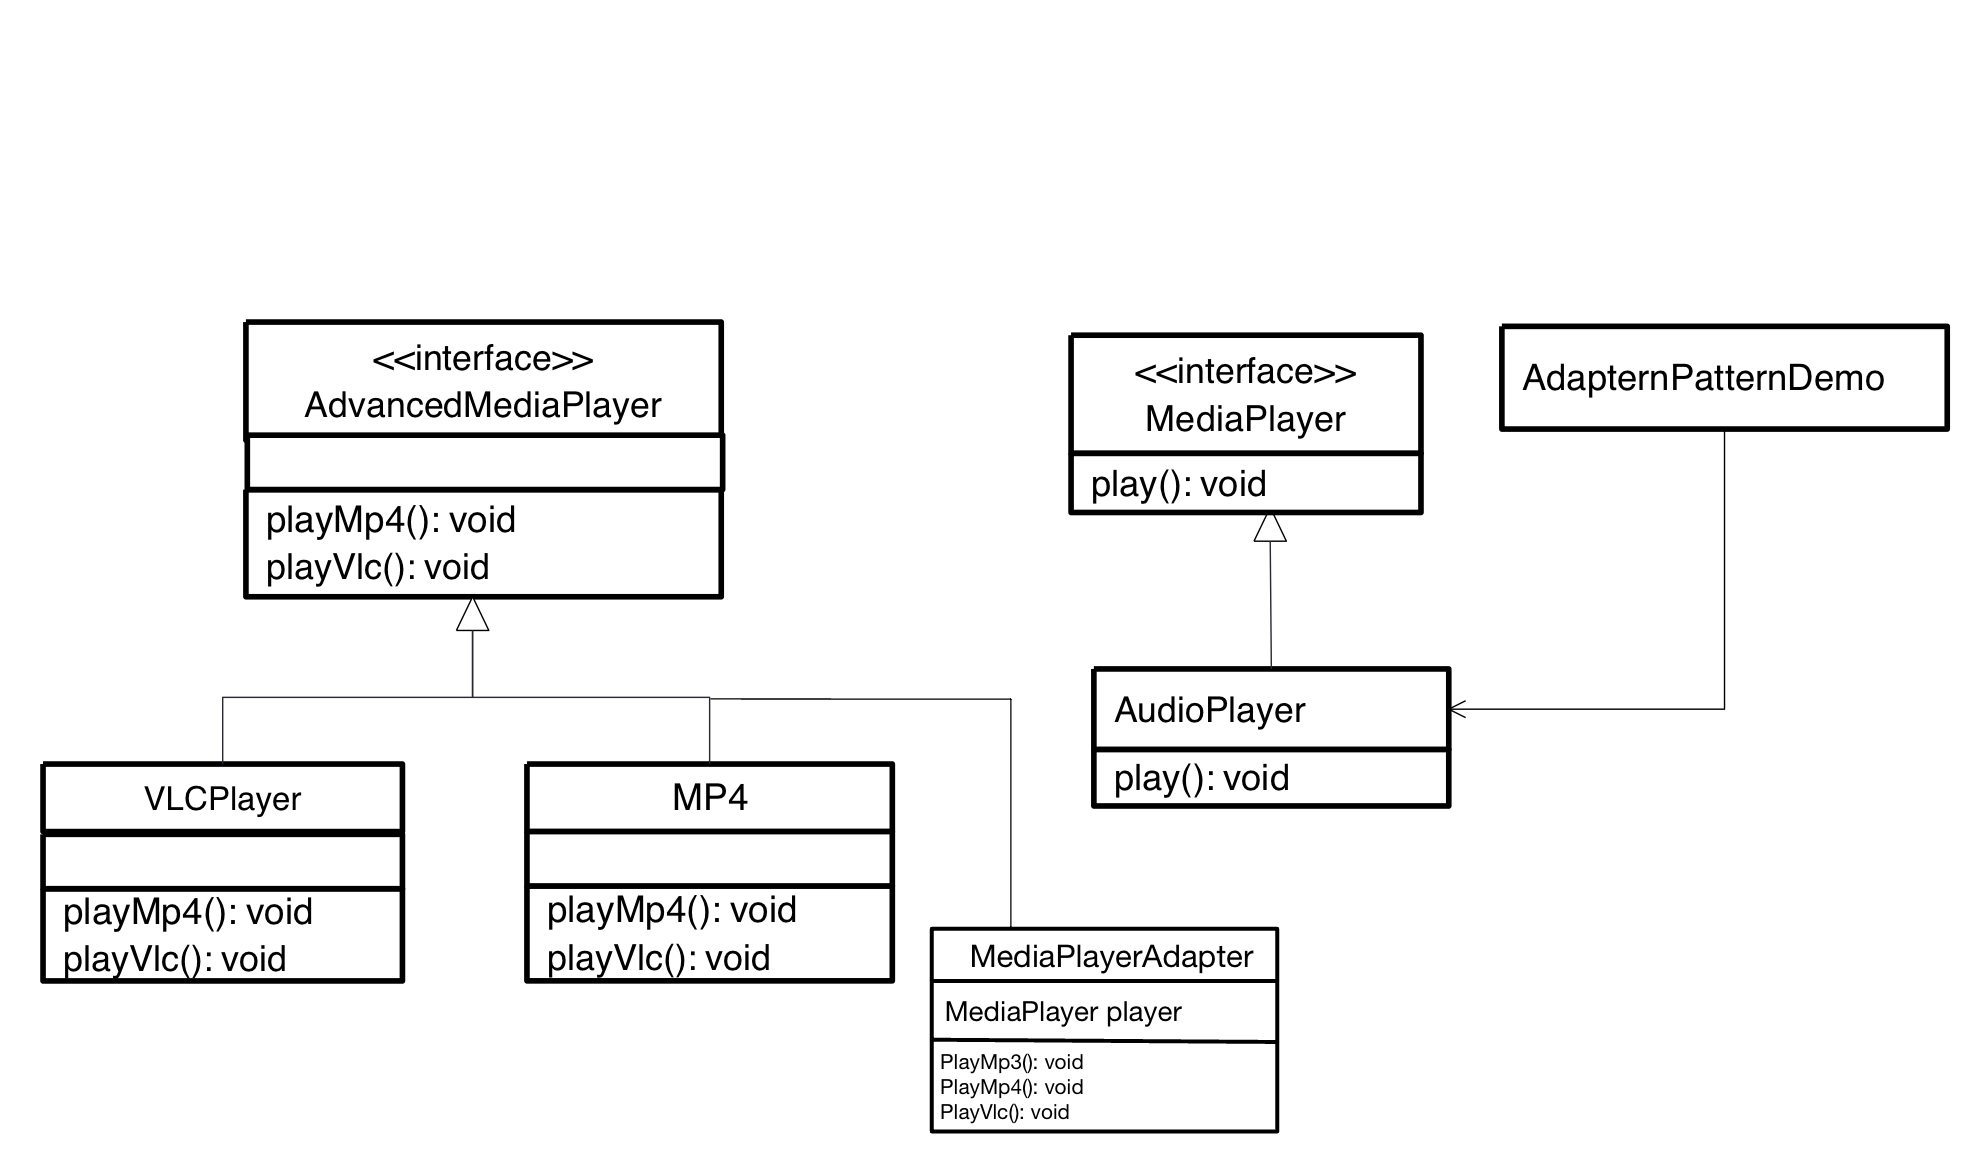 <<interface>>
AdvancedMediaPlayer
playMp4(): void
playVlc(): void
<<interface>>
MediaPlayer
play(): void
AdapternPatternDemo
AudioPlayer
play(): void
VLCPlayer
playMp4(): void
playVlc(): void
MP4
playMp4(): void
playVlc(): void
MediaPlayerAdapter
MediaPlayer player
PlayMp3(): void
PlayMp4(): void
PlayVlc(): void